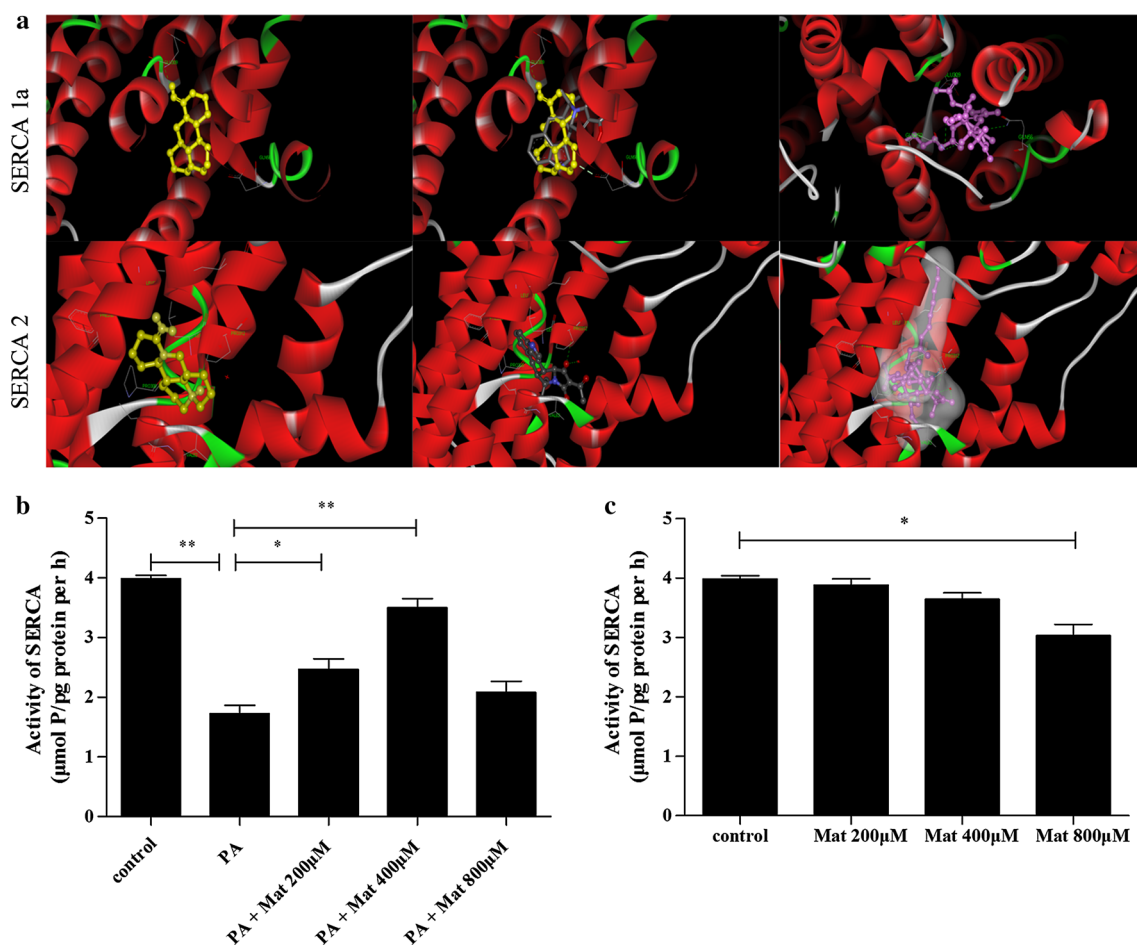 a
SERCA 1a
SERCA 2
b
**
**
*
5
4
3
2
1
0
Activity of SERCA
(µmol P/pg protein per h)
control
PA
PA + Mat 200µM
PA + Mat 400µM
PA + Mat 800µM
c
*
5
4
3
2
1
0
Activity of SERCA
(µmol P/pg protein per h)
control
Mat 200µM
Mat 400µM
Mat 800µM